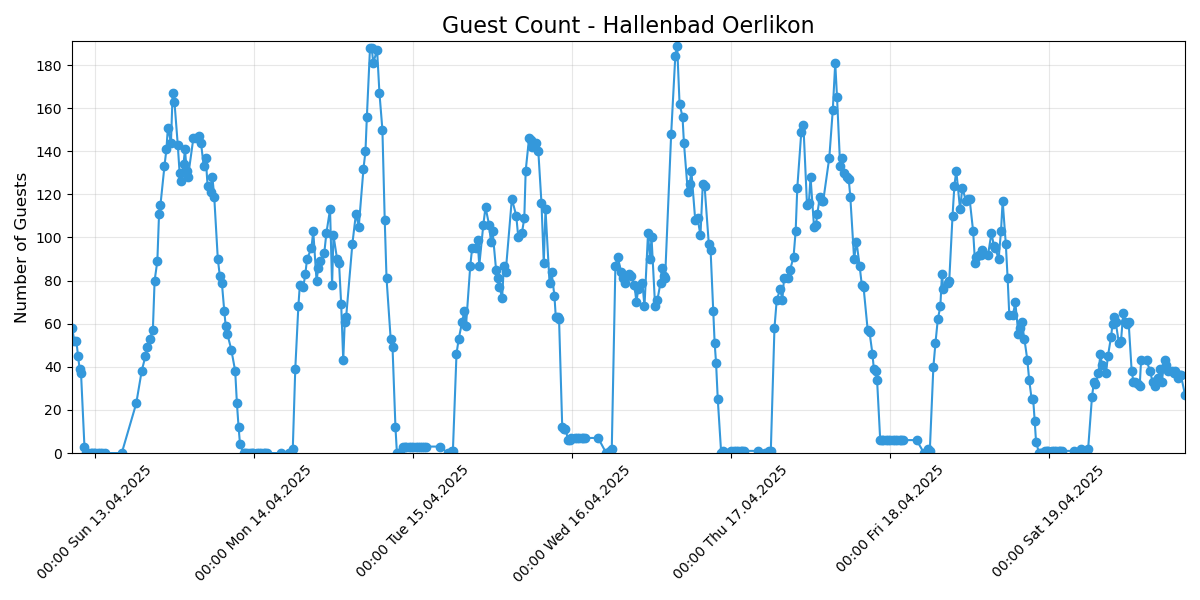 Guest Count - Hallenbad Oerlikon
Number of Guests
180
160
140
120
100
80
60
40
20
0
00:00 Sun 13.04.2025
00:00 Mon 14.04.2025
00:00 Tue 15.04.2025
00:00 Wed 16.04.2025
00:00 Thu 17.04.2025
00:00 Fri 18.04.2025
00:00 Sat 19.04.2025